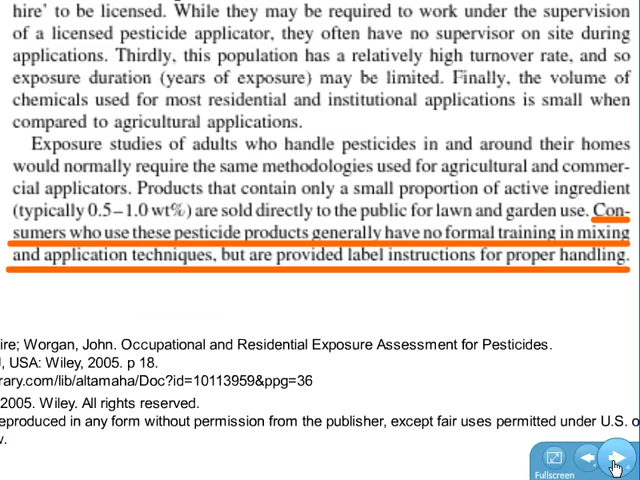 hire’ to be licensed. While they may be required to work under the supervision
of a licensed pesticide applicator, they often have no supervisor on site during
applications. Thirdly, this population has a relatively high turnover rate, and so
exposure duration (years of exposure) may be limited. Finally, the volume of
chemicals used for most residential and institutional applications is small when
compared to agricultural applications.
Exposure studies of adults who handle pesticides in and around their homes
would normally require the same methodologies used for agricultural and commer-
cial applicators. Products that contain only a small proportion of active ingredient
(typically 0.5–1.0 wt%) are sold directly to the public for lawn and garden use. Con-
sumers who use these pesticide products generally have no formal training in mixing
and application techniques, but are provided label instructions for proper handling.
ire; Worgan, John. Occupational and Residential Exposure Assessment for Pesticides.
, USA: Wiley, 2005. p 18.
rary.com/lib/altamaha/Doc?id=10113959&ppg=36
2005. Wiley. All rights reserved.
eproduced in any form without permission from the publisher, except fair uses permitted under U.S. o
w.
Fullscreen